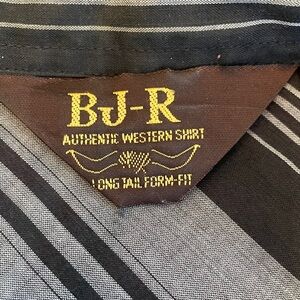 BJ-R
AUTHENTIC WESTERN SHIRT
LONG TAIL FORM-FIT